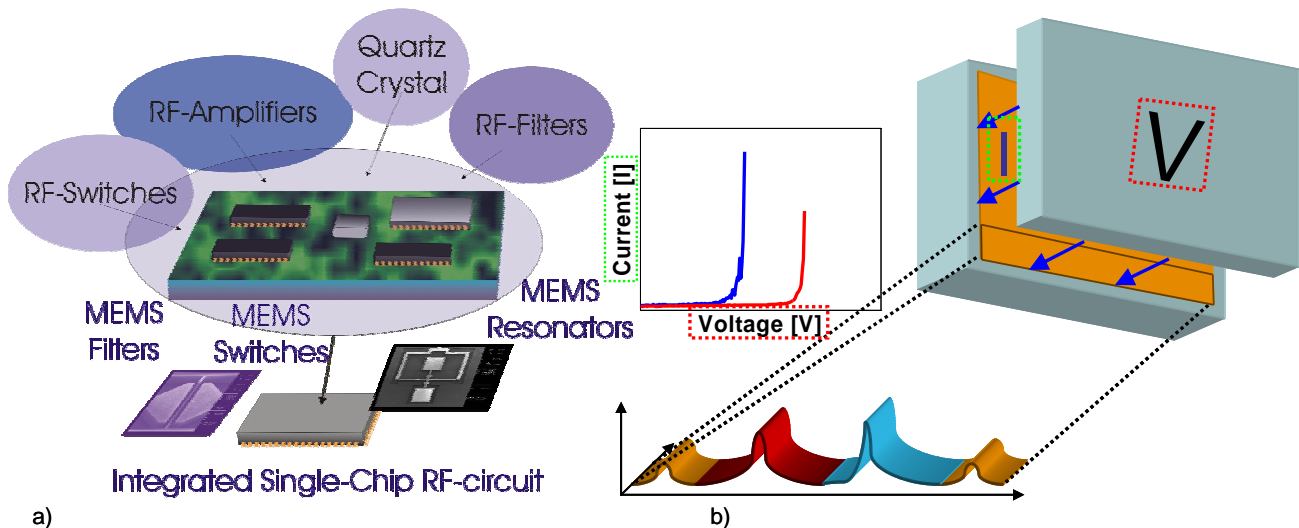 Quartz
Crystal
RF-Amplifiers
RF-Filters
RF-Switches
MEMS
Filters
MEMS
Switches
MEMS
Resonators
Integrated Single-Chip RF-circuit
a)
Current [I]
Voltage [V]
I
V
b)